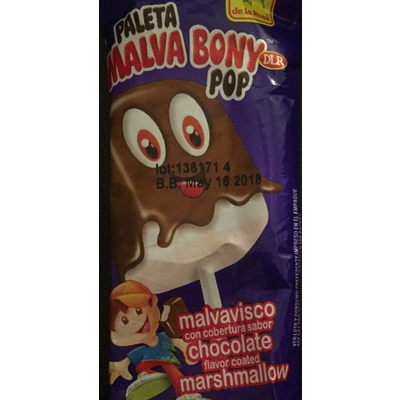 de la Rosa
PALETA
MALVA BONY
TM
DLR
POP
lot:136171 4
B.B: May 18 2018
malvavisco
con cobertura sabor
chocolate
flavor coated
marshmallow